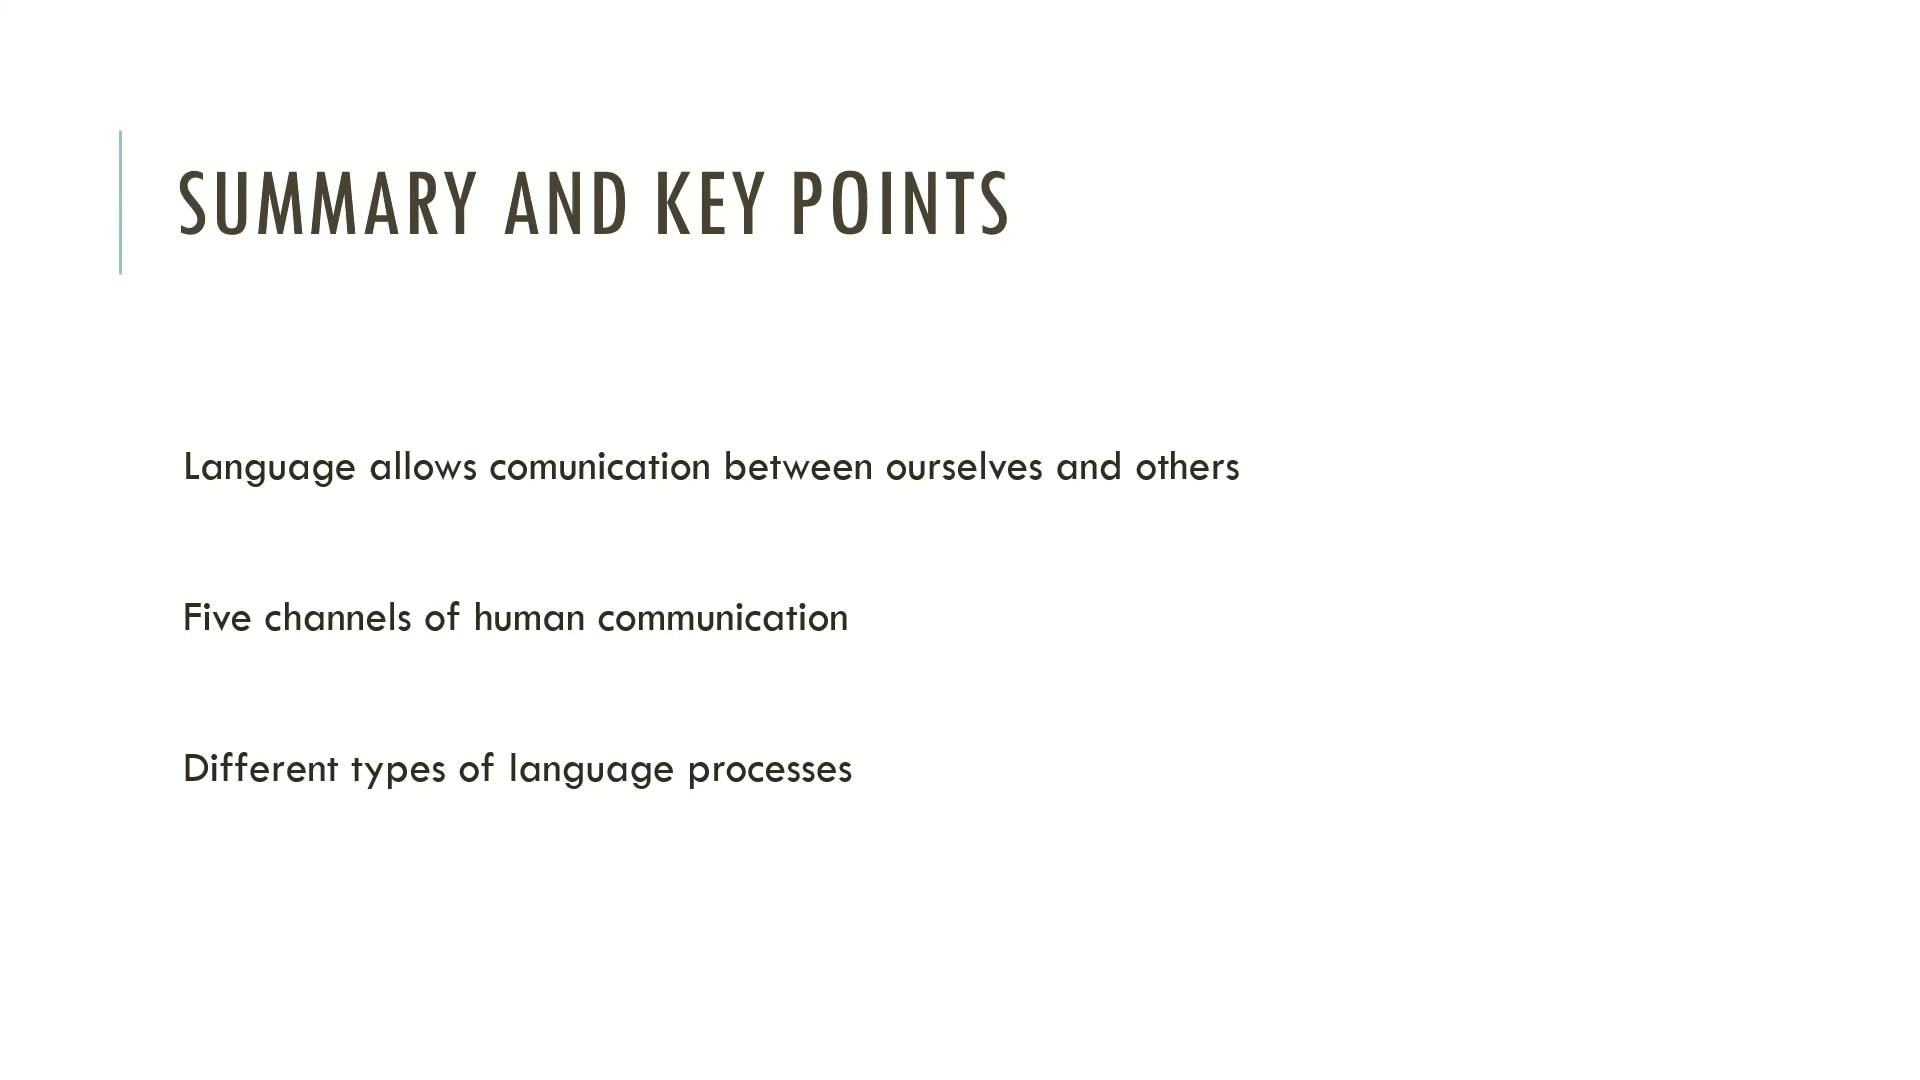 SUMMARY AND KEY POINTS
Language allows comunication between ourselves and others
Five channels of human communication
Different types of language processes